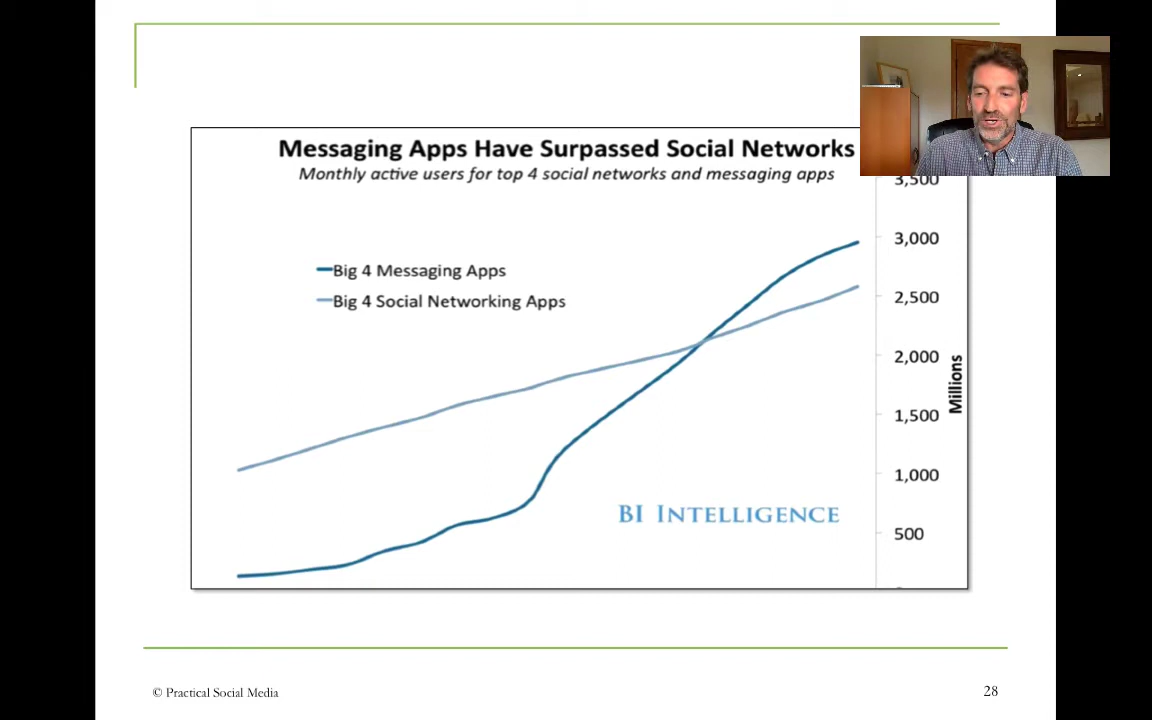 Messaging Apps Have Surpassed Social Networks
Monthly active users for top 4 social networks and messaging apps
3,500
3,000
Big 4 Messaging Apps
2,500
Big 4 Social Networking Apps
2,000
Millions
1,500
1,000
BI INTELLIGENCE
500
© Practical Social Media
28